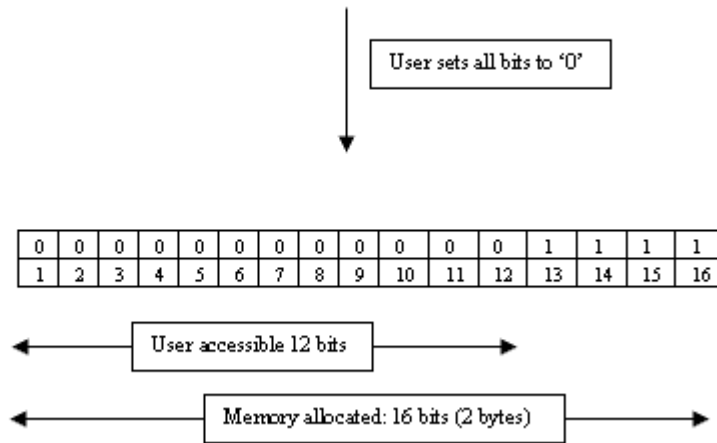 User sets all bits to ‘0’
0 0 0 0 0 0 0 0 0 0 0 0 1 1 1 1
1 2 3 4 5 6 7 8 9 10 11 12 13 14 15 16
User accessible 12 bits
Memory allocated: 16 bits (2 bytes)